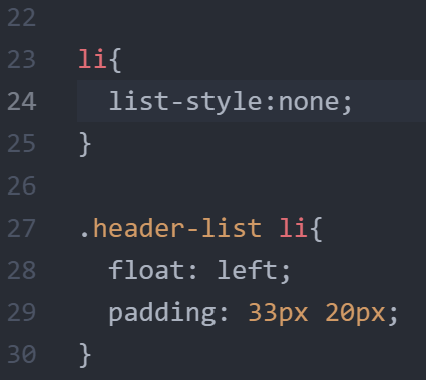 22
23 li{
24 list-style:none;
25 }
26
27 .header-list li{
28 float: left;
29 padding: 33px 20px;
30 }